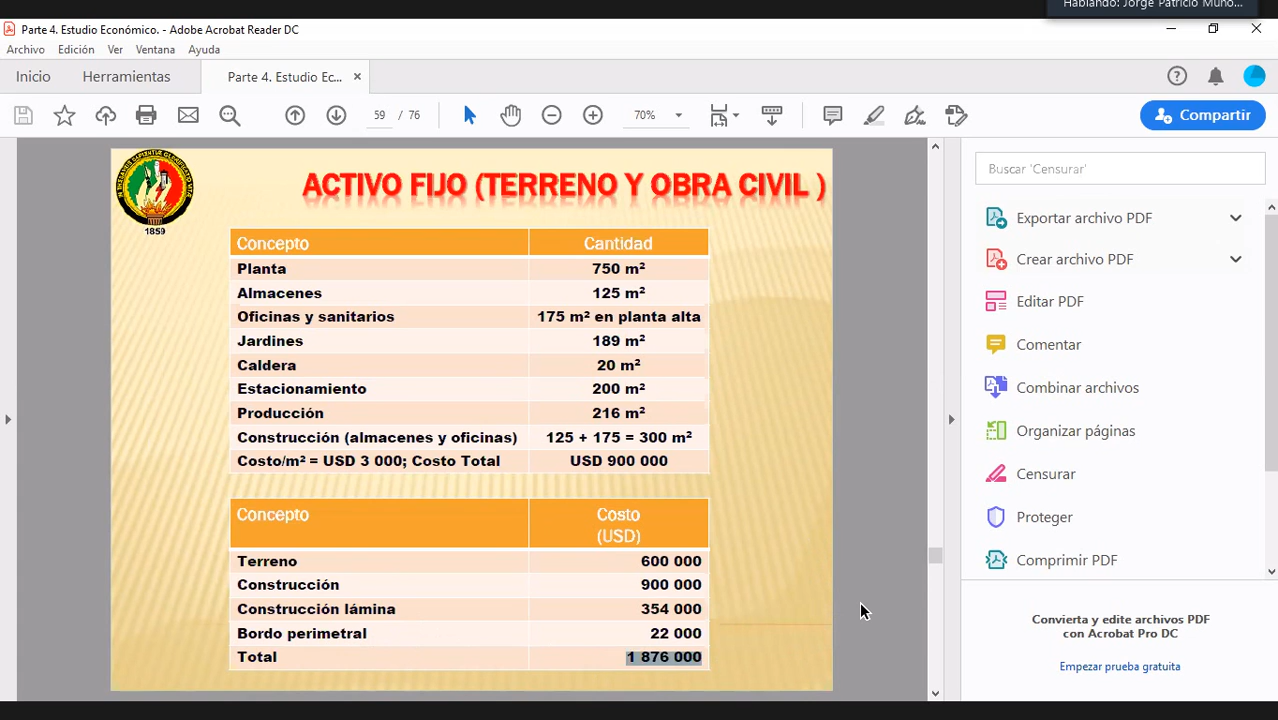 Hablando: Jorge Patricio Muño...
Parte 4. Estudio Económico. - Adobe Acrobat Reader DC
Archivo Edición Ver Ventana Ayuda
Inicio Herramientas Parte 4. Estudio Ec... ×
59 / 76 70% Compartir
ACTIVO FIJO (TERRENO Y OBRA CIVIL )
1859
Concepto Cantidad
Planta 750 m²
Almacenes 125 m²
Oficinas y sanitarios 175 m² en planta alta
Jardines 189 m²
Caldera 20 m²
Estacionamiento 200 m²
Producción 216 m²
Construcción (almacenes y oficinas) 125 + 175 = 300 m²
Costo/m² = USD 3 000; Costo Total USD 900 000
Concepto Costo
(USD)
Terreno 600 000
Construcción 900 000
Construcción lámina 354 000
Bordo perimetral 22 000
Total 1 876 000
Buscar 'Censurar'
Exportar archivo PDF
Crear archivo PDF
Editar PDF
Comentar
Combinar archivos
Organizar páginas
Censurar
Proteger
Comprimir PDF
Convierta y edite archivos PDF
con Acrobat Pro DC
Empezar prueba gratuita